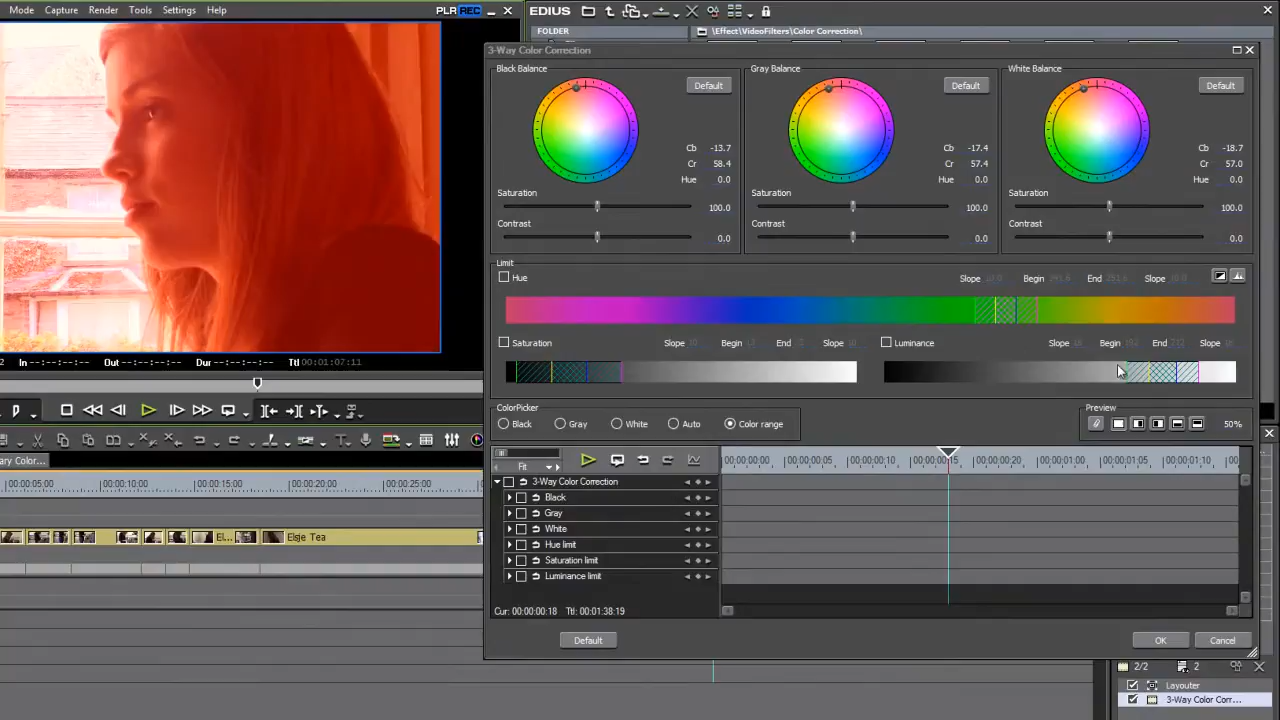 Mode Capture Render Tools Settings Help PLR REC
EDIUS
FOLDER \Effect\VideoFilters\Color Correction\
3-Way Color Correction
Black Balance Default
Gray Balance Default
White Balance Default
Cb -13.7
Cr 58.4
Hue 0.0
Cb -17.4
Cr 57.4
Hue 0.0
Cb -18.7
Cr 57.0
Hue 0.0
Saturation 100.0
Saturation 100.0
Saturation 100.0
Contrast 0.0
Contrast 0.0
Contrast 0.0
Limit
Hue Slope Begin End Slope
Saturation Slope Begin End Slope
Luminance Slope Begin End Slope
In --:--:--:-- Out --:--:--:-- Dur --:--:--:-- Ttl 00:01:07:11
ColorPicker
Black Gray White Auto Color range
Preview
50%
ary Color...
Fit
00:00:00:00 00:00:00:05 00:00:00:10 00:00:00:15 00:00:00:20 00:00:01:00 00:00:01:05 00:00:01:10
3-Way Color Correction
Black
Gray
White
Hue limit
Saturation limit
Luminance limit
Cur: 00:00:00:18 Ttl: 00:01:38:19
Default OK Cancel
00:00:05:00 00:00:10:00 00:00:15:00 00:00:20:00 00:00:25:00
El... Elsje Tea
2/2 2
Layouter
3-Way Color Corr...